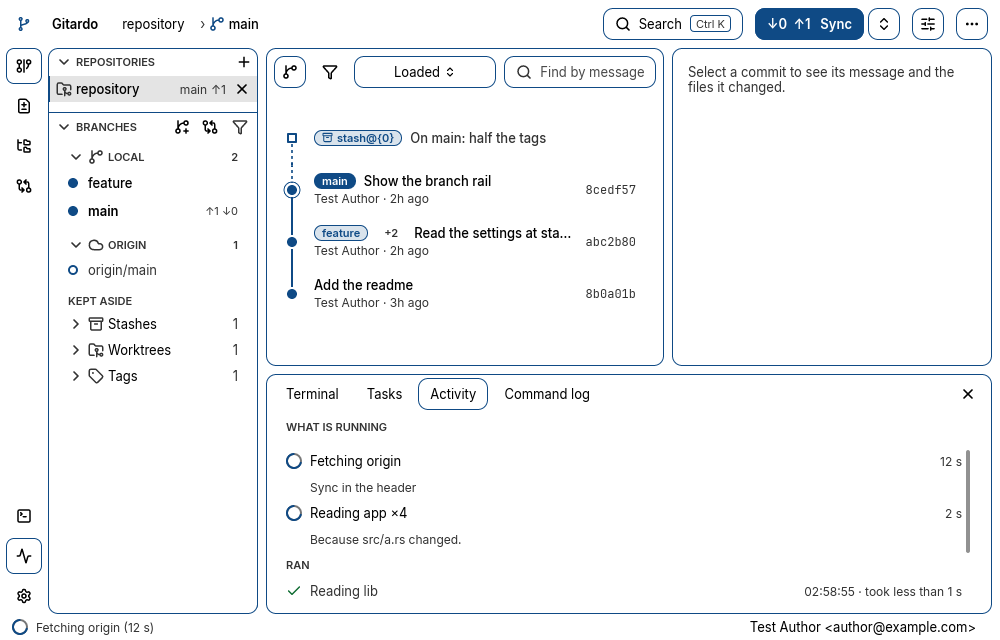 Gitardo
repository › main
Search Ctrl K
↓0 ↑1 Sync
REPOSITORIES
repository main ↑1
BRANCHES
LOCAL 2
feature
main ↑1 ↓0
ORIGIN 1
origin/main
KEPT ASIDE
Stashes 1
Worktrees 1
Tags 1
Loaded
Find by message
stash@{0} On main: half the tags
main Show the branch rail
Test Author · 2h ago
8cedf57
feature +2 Read the settings at sta...
Test Author · 2h ago
abc2b80
Add the readme
Test Author · 3h ago
8b0a01b
Select a commit to see its message and the
files it changed.
Terminal Tasks Activity Command log
WHAT IS RUNNING
Fetching origin 12 s
Sync in the header
Reading app ×4 2 s
Because src/a.rs changed.
RAN
Reading lib 02:58:55 · took less than 1 s
Fetching origin (12 s)
Test Author <author@example.com>